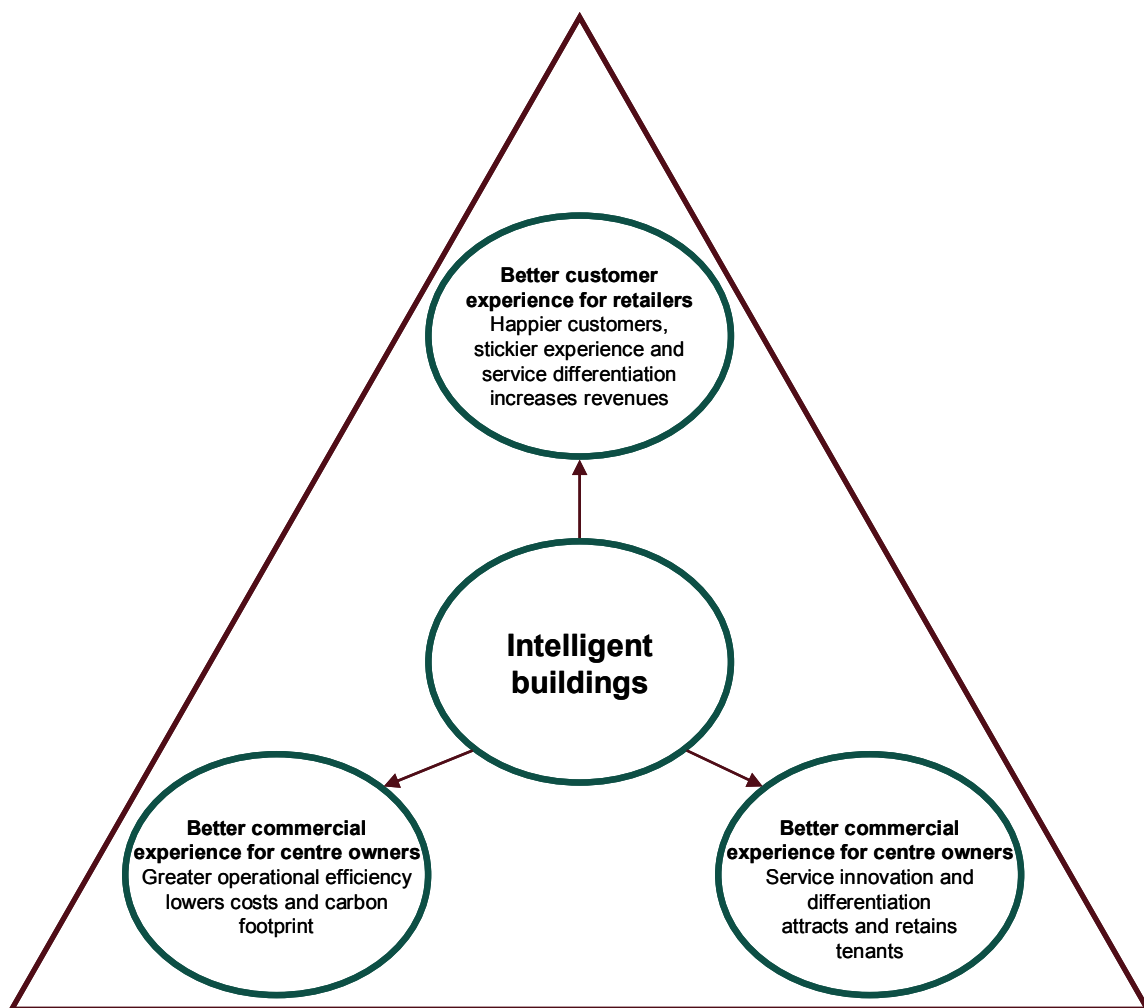 Better customer
experience for retailers
Happier customers,
stickier experience and
service differentiation
increases revenues
Intelligent
buildings
Better commercial
experience for centre owners
Greater operational efficiency
lowers costs and carbon
footprint
Better commercial
experience for centre owners
Service innovation and
differentiation
attracts and retains
tenants